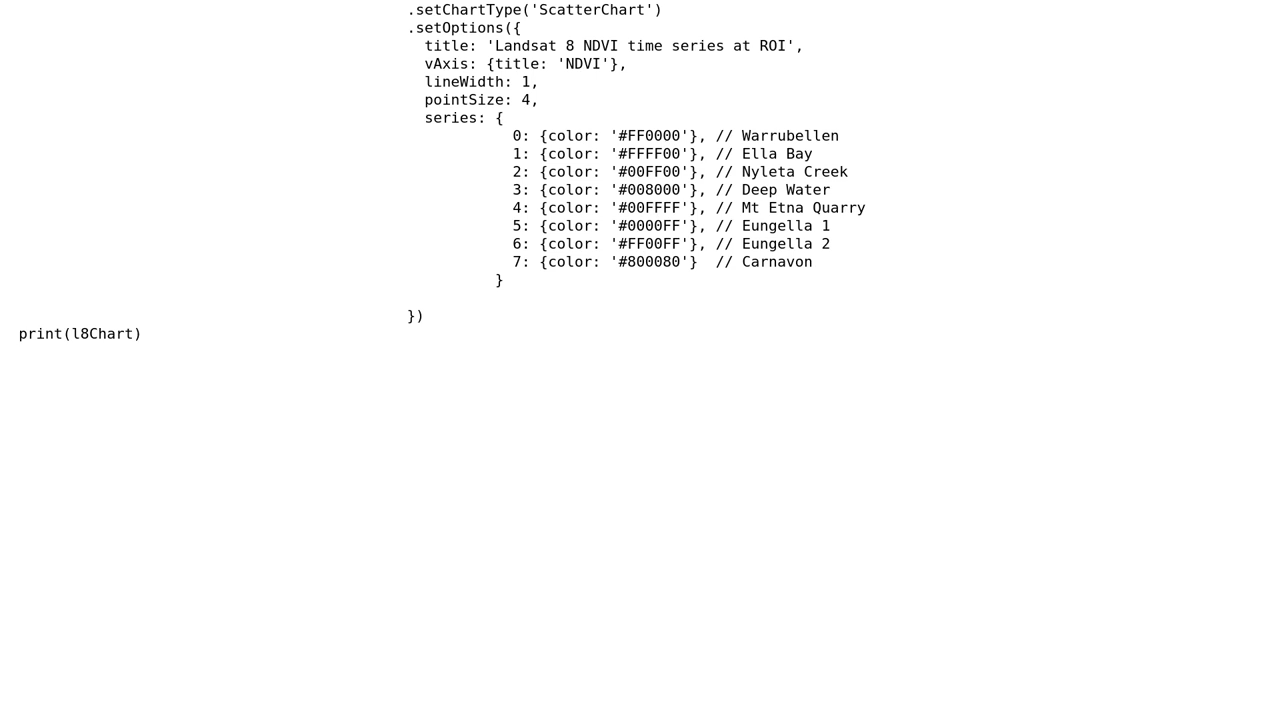 .setChartType('ScatterChart')
.setOptions({
title: 'Landsat 8 NDVI time series at ROI',
vAxis: {title: 'NDVI'},
lineWidth: 1,
pointSize: 4,
series: {
0: {color: '#FF0000'}, // Warrubellen
1: {color: '#FFFF00'}, // Ella Bay
2: {color: '#00FF00'}, // Nyleta Creek
3: {color: '#008000'}, // Deep Water
4: {color: '#00FFFF'}, // Mt Etna Quarry
5: {color: '#0000FF'}, // Eungella 1
6: {color: '#FF00FF'}, // Eungella 2
7: {color: '#800080'}  // Carnavon
}
})
print(l8Chart)